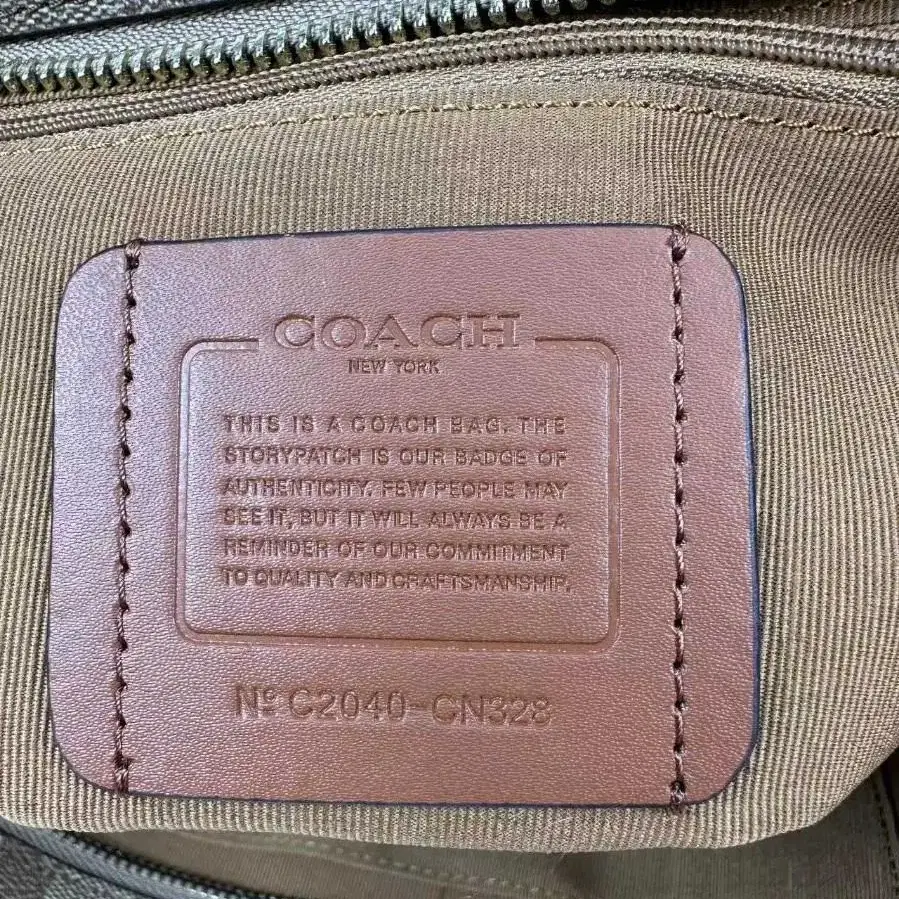 COACH
NEW YORK
THIS IS A COACH BAG. THE
STORYPATCH IS OUR BADGE OF
AUTHENTICITY. FEW PEOPLE MAY
SEE IT, BUT IT WILL ALWAYS BE A
REMINDER OF OUR COMMITMENT
TO QUALITY AND CRAFTSMANSHIP.
Nº C2040-CN328